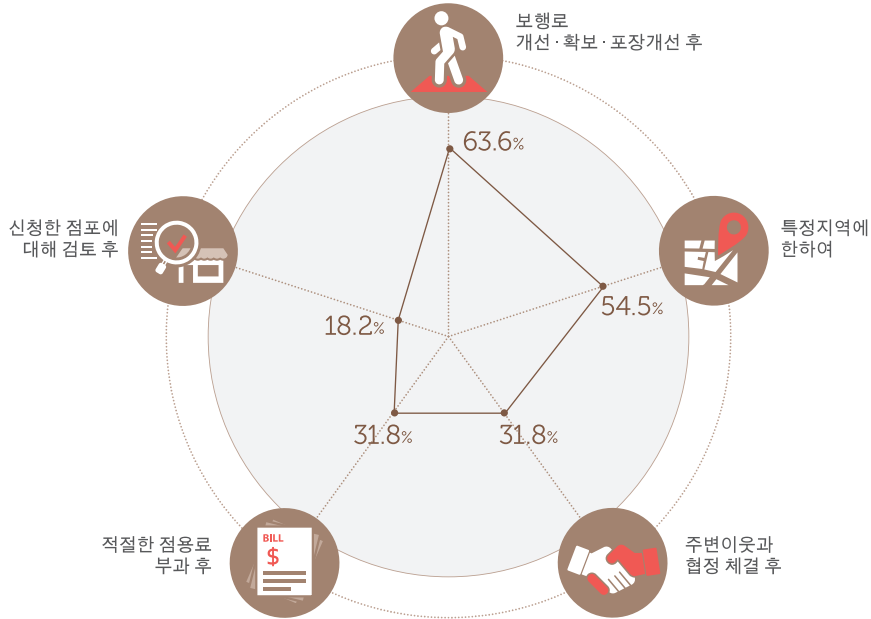 보행로
개선 · 확보 · 포장개선 후
63.6%
신청한 점포에
대해 검토 후
특정지역에
한하여
18.2%
54.5%
31.8%
31.8%
적절한 점용료
부과 후
BILL
$
주변이웃과
협정 체결 후